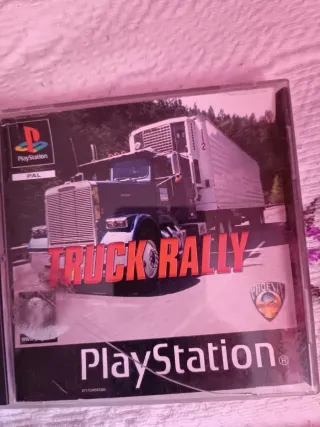 PlayStation
PAL
TRUCK RALLY
PHOENIX
PlayStation®